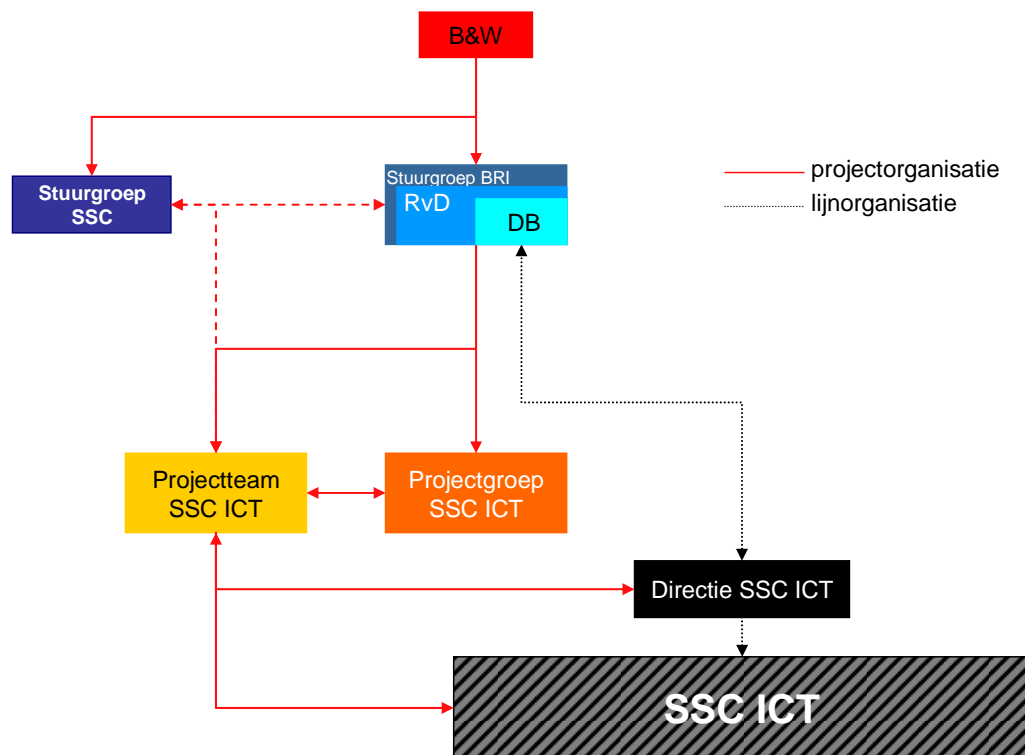 B&W
projectorganisatie
lijnorganisatie
Stuurgroep
SSC
Stuurgroep BRI
RvD
DB
Projectteam
SSC ICT
Projectgroep
SSC ICT
Directie SSC ICT
SSC ICT